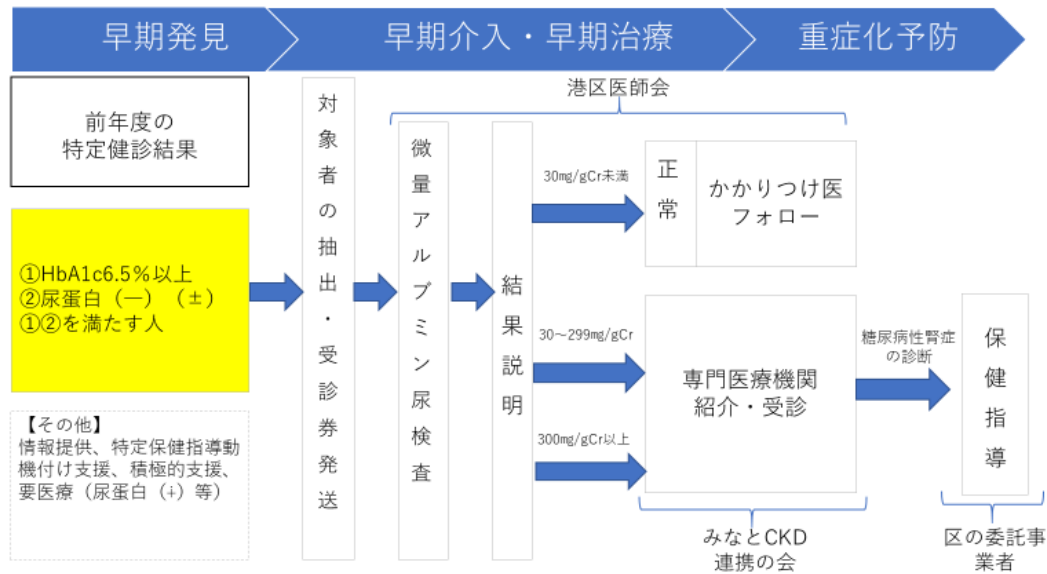 早期発見
早期介入・早期治療
重症化予防
前年度の
特定健診結果
①HbA1c6.5%以上
②尿蛋白（―）（±）
①②を満たす人
【その他】
情報提供、特定保健指導動
機付け支援、積極的支援、
要医療（尿蛋白（+）等）
対象者の抽出・受診券発送
港区医師会
微量アルブミン尿検査
結果説明
30㎎/gCr未満
正常
かかりつけ医
フォロー
30～299㎎/gCr
300㎎/gCr以上
専門医療機関
紹介・受診
みなとCKD
連携の会
糖尿病性腎症
の診断
保健指導
区の委託事
業者